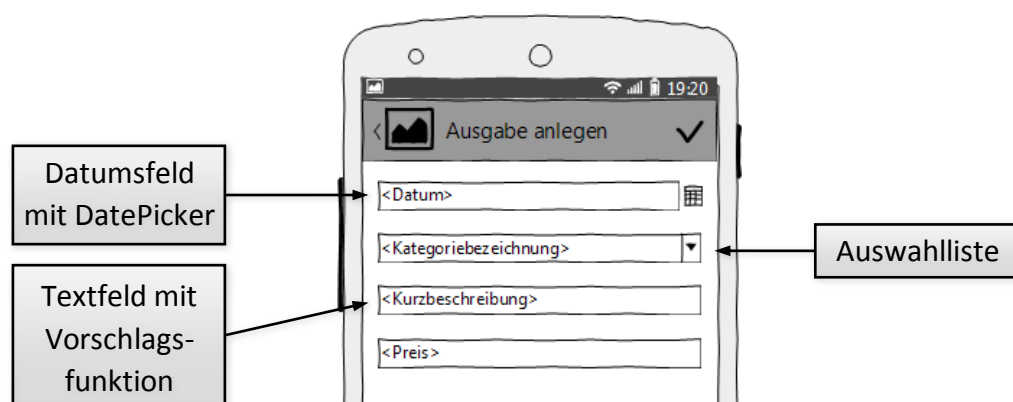 19:20
Ausgabe anlegen
Datumsfeld
mit DatePicker
<Datum>
<Kategoriebezeichnung>
Auswahlliste
Textfeld mit
Vorschlags-
funktion
<Kurzbeschreibung>
<Preis>